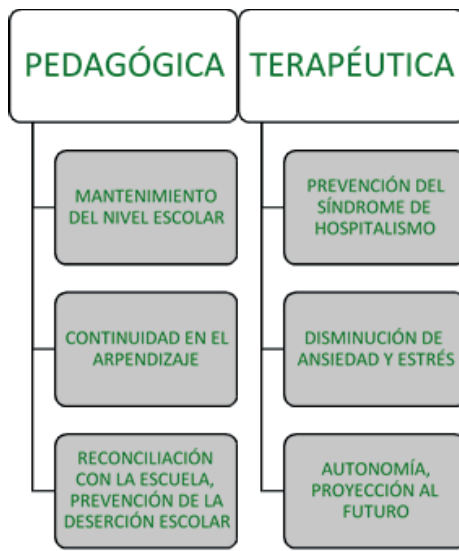 PEDAGÓGICA
MANTENIMIENTO
DEL NIVEL ESCOLAR
CONTINUIDAD EN EL
ARPENDIZAJE
RECONCILIACIÓN
CON LA ESCUELA,
PREVENCIÓN DE LA
DESERCIÓN ESCOLAR
TERAPÉUTICA
PREVENCIÓN DEL
SÍNDROME DE
HOSPITALISMO
DISMINUCIÓN DE
ANSIEDAD Y ESTRÉS
AUTONOMÍA,
PROYECCIÓN AL
FUTURO